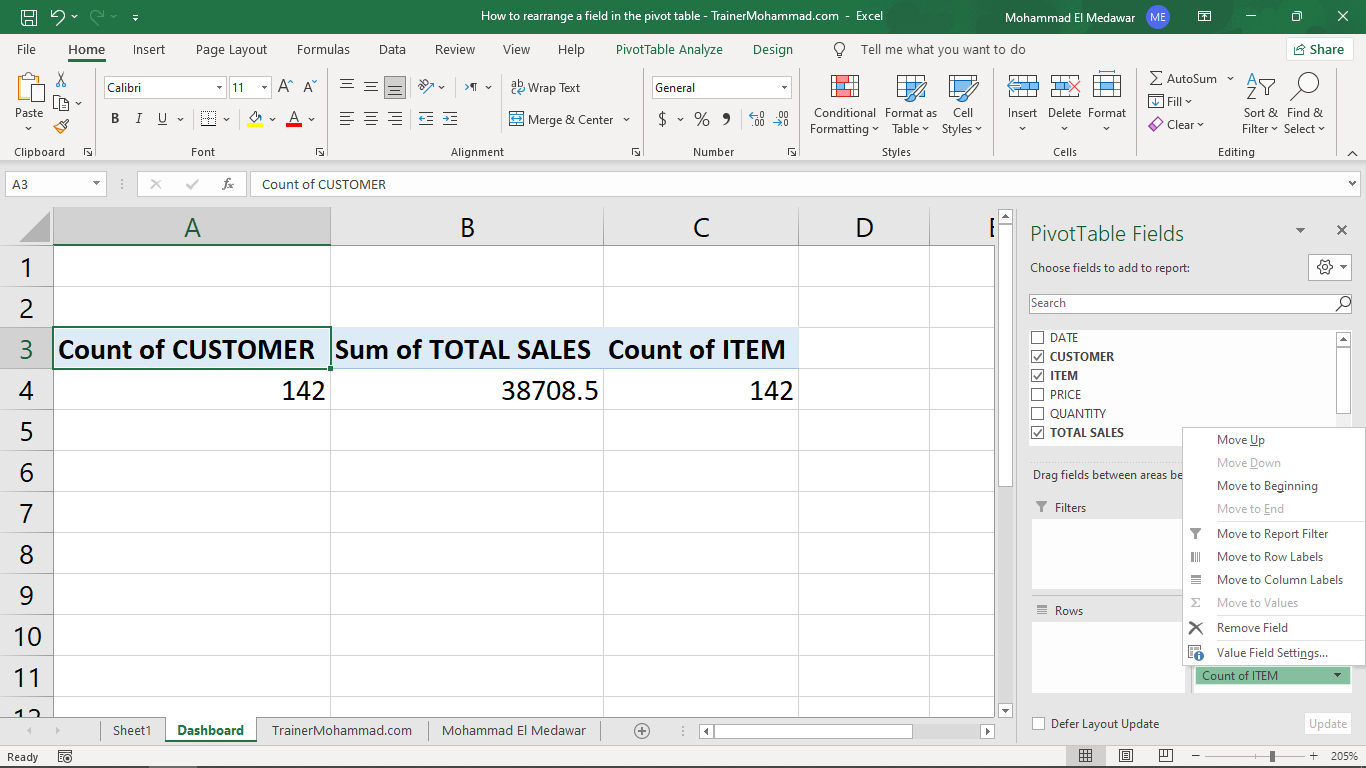 How to rearrange a field in the pivot table - TrainerMohammad.com - Excel
Mohammad El Medawar ME
File Home Insert Page Layout Formulas Data Review View Help PivotTable Analyze Design Tell me what you want to do Share
Paste
Clipboard
Calibri 11
B I U
Font
Wrap Text
Merge & Center
Alignment
General
$ % 9
Number
Conditional Formatting
Format as Table
Cell Styles
Styles
Insert Delete Format
Cells
AutoSum
Fill
Clear
Sort & Filter
Find & Select
Editing
A3 fx Count of CUSTOMER
A B C D E
1
2
3 Count of CUSTOMER Sum of TOTAL SALES Count of ITEM
4 142 38708.5 142
5
6
7
8
9
10
11
12
PivotTable Fields
Choose fields to add to report:
Search
DATE
CUSTOMER
ITEM
PRICE
QUANTITY
TOTAL SALES
Drag fields between areas be
Filters
Rows
Move Up
Move Down
Move to Beginning
Move to End
Move to Report Filter
Move to Row Labels
Move to Column Labels
Move to Values
Remove Field
Value Field Settings...
Count of ITEM
Defer Layout Update Update
Sheet1 Dashboard TrainerMohammad.com Mohammad El Medawar
Ready 205%